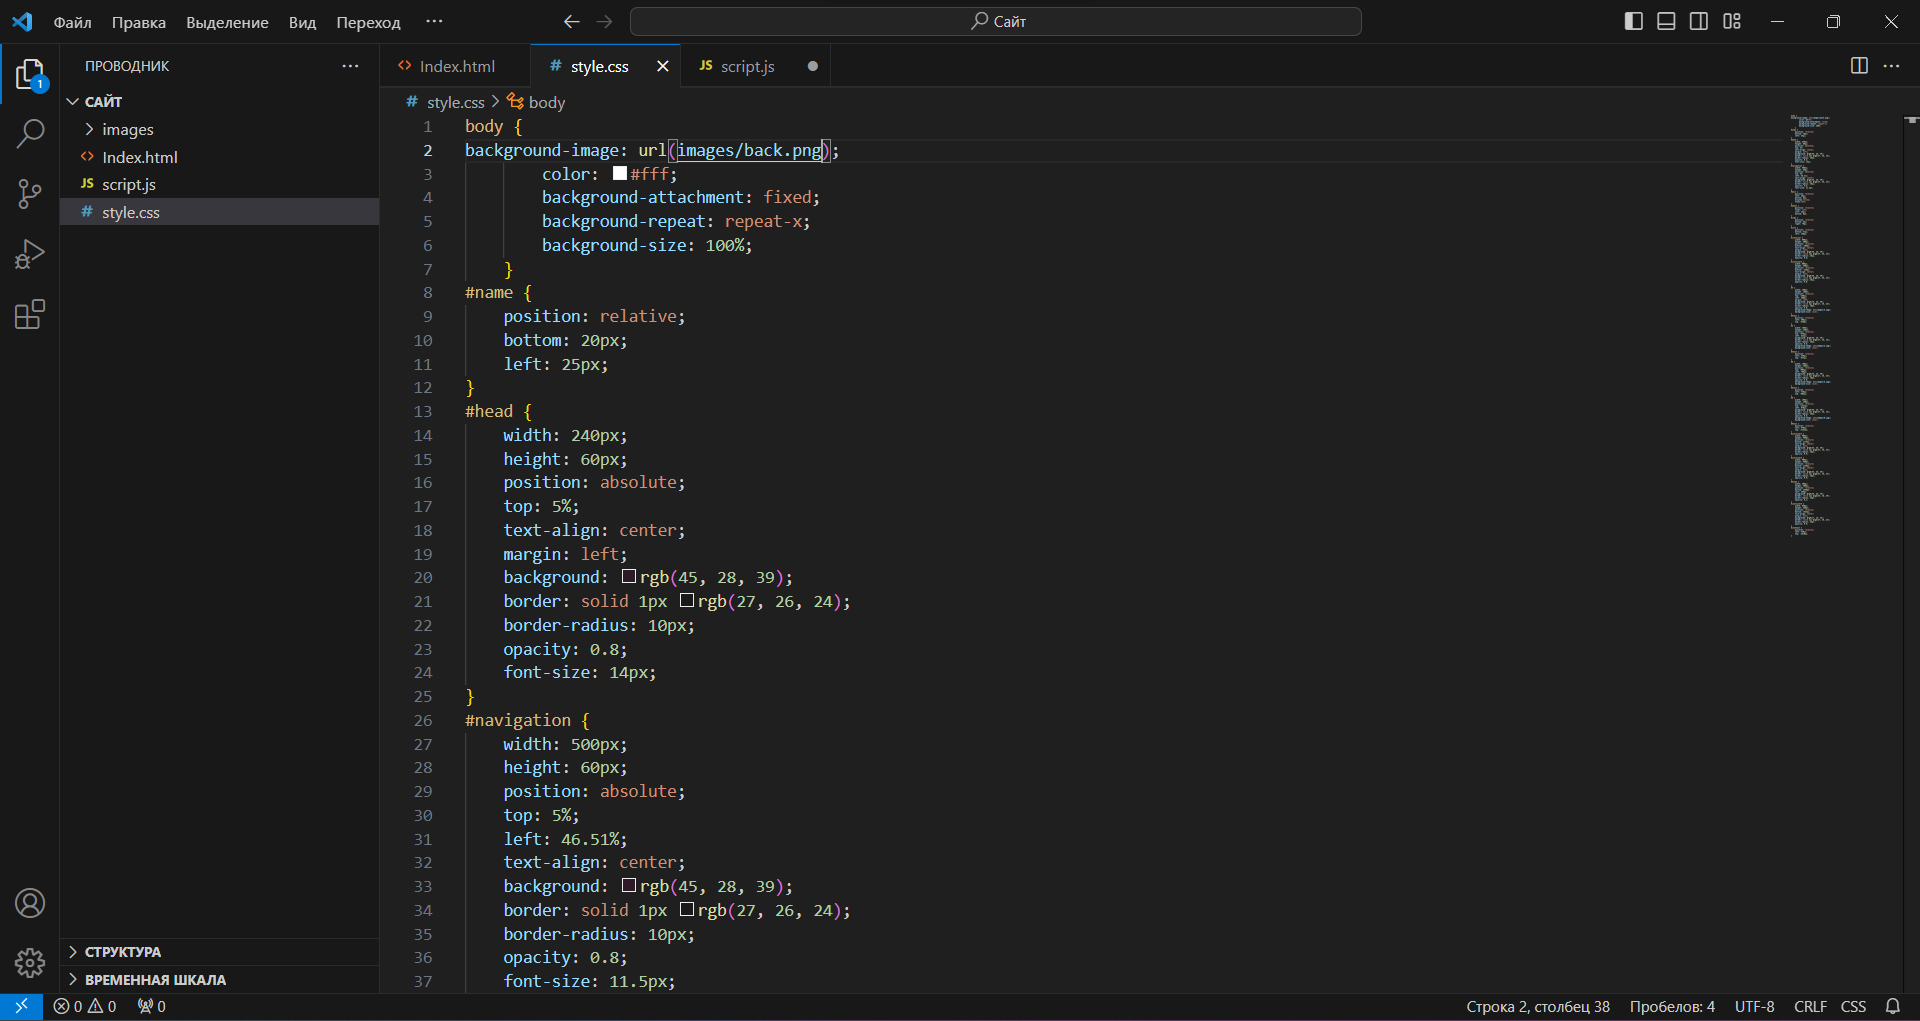 Файл Правка Выделение Вид Переход ··· Сайт
ПРОВОДНИК ···
Index.html
style.css
JS script.js
1
САЙТ
images
Index.html
JS script.js
# style.css
# style.css > body
1 body {
2 background-image: url(images/back.png);
3 color: #fff;
4 background-attachment: fixed;
5 background-repeat: repeat-x;
6 background-size: 100%;
7 }
8 #name {
9 position: relative;
10 bottom: 20px;
11 left: 25px;
12 }
13 #head {
14 width: 240px;
15 height: 60px;
16 position: absolute;
17 top: 5%;
18 text-align: center;
19 margin: left;
20 background: rgb(45, 28, 39);
21 border: solid 1px rgb(27, 26, 24);
22 border-radius: 10px;
23 opacity: 0.8;
24 font-size: 14px;
25 }
26 #navigation {
27 width: 500px;
28 height: 60px;
29 position: absolute;
30 top: 5%;
31 left: 46.51%;
32 text-align: center;
33 background: rgb(45, 28, 39);
34 border: solid 1px rgb(27, 26, 24);
35 border-radius: 10px;
36 opacity: 0.8;
37 font-size: 11.5px;
СТРУКТУРА
ВРЕМЕННАЯ ШКАЛА
0 0 0 Строка 2, столбец 38 Пробелов: 4 UTF-8 CRLF CSS